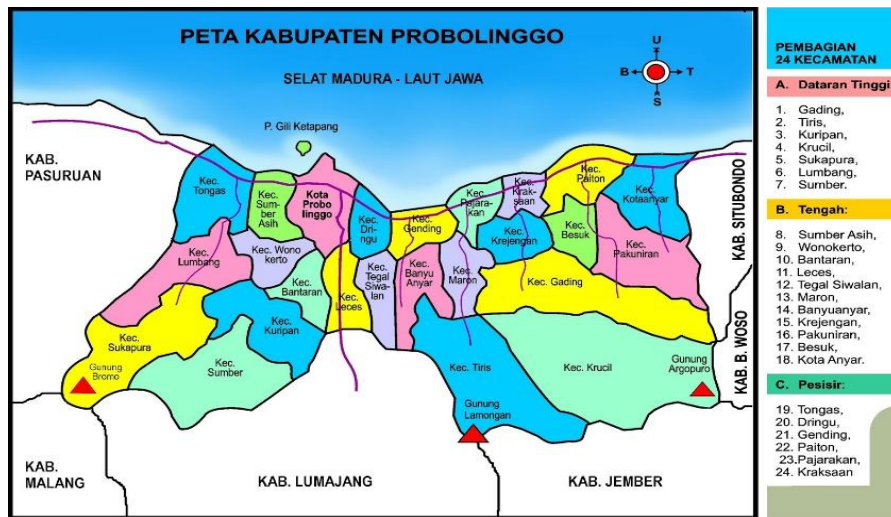 PETA KABUPATEN PROBOLINGGO
SELAT MADURA - LAUT JAWA
U
B
T
S
P. Gili Ketapang
KAB.
PASURUAN
Kec.
Tongas
Kec.
Sum-
ber
Asih
Kota
Probo
linggo
Kec.
Drin-
gu
Kec.
Gending
Kec.
Pajara-
kan
Kec.
Krak-
saan
Kec.
Paiton
Kec.
Kotaanyar
KAB. SITUBONDO
Kec.
Lumbang
Kec. Wono
kerto
Kec.
Bantaran
Kec.
Leces
Kec.
Tegal
Siwa-
lan
Kec.
Banyu
Anyar
Kec.
Maron
Kec.
Krejengan
Kec.
Besuk
Kec.
Pakuniran
Kec. Gading
Kec.
Sukapura
Gunung
Bromo
Kec.
Kuripan
Kec.
Sumber
Kec. Tiris
Gunung
Lamongan
Kec. Krucil
Gunung
Argopuro
KAB. B. WOSO
KAB.
MALANG
KAB. LUMAJANG
KAB. JEMBER
PEMBAGIAN
24 KECAMATAN
A. Dataran Tinggi
1. Gading,
2. Tiris,
3. Kuripan,
4. Krucil,
5. Sukapura,
6. Lumbang,
7. Sumber.
B. Tengah:
8. Sumber Asih,
9. Wonokerto,
10. Bantaran,
11. Leces,
12. Tegal Siwalan,
13. Maron,
14. Banyuanyar,
15. Krejengan,
16. Pakuniran,
17. Besuk,
18. Kota Anyar.
C. Pesisir:
19. Tongas,
20. Dringu,
21. Gending,
22. Paiton,
23.Pajarakan,
24. Kraksaan